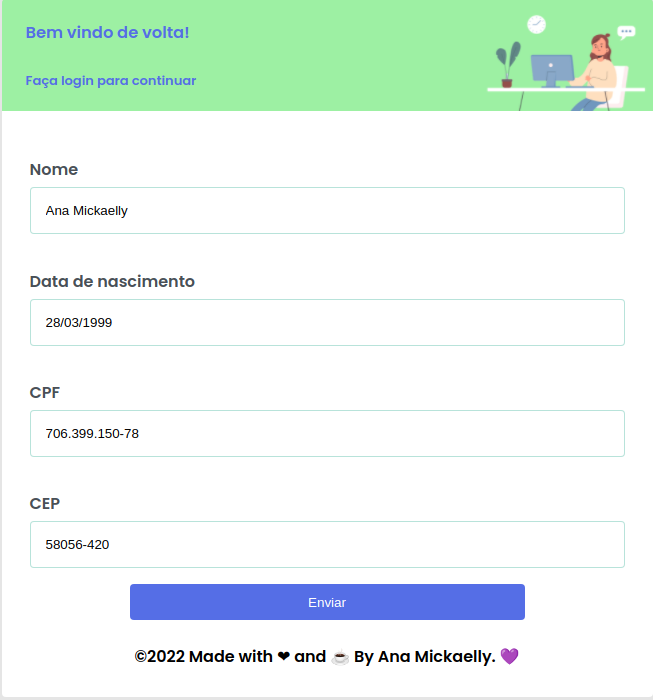 Bem vindo de volta!
Faça login para continuar
Nome
Ana Mickaelly
Data de nascimento
28/03/1999
CPF
706.399.150-78
CEP
58056-420
Enviar
©2022 Made with ❤ and ☕ By Ana Mickaelly. 💜